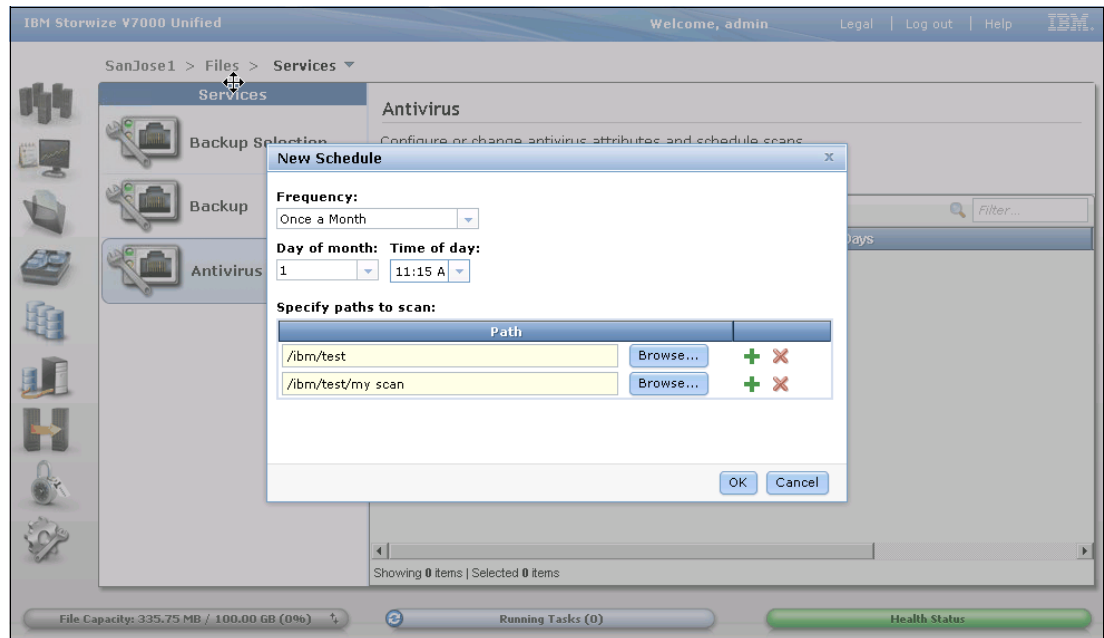 IBM Storwize V7000 Unified
Welcome, admin
Legal | Log out | Help
IBM.
SanJose1 > Files > Services
Services
Backup Selection
Backup
Antivirus
Antivirus
Configure or change antivirus attributes and schedule scans
Filter...
Days
New Schedule
x
Frequency:
Once a Month
Day of month: Time of day:
1 11:15 A
Specify paths to scan:
Path
/ibm/test Browse...
/ibm/test/my scan Browse...
OK Cancel
Showing 0 items | Selected 0 items
File Capacity: 335.75 MB / 100.00 GB (0%)
Running Tasks (0)
Health Status